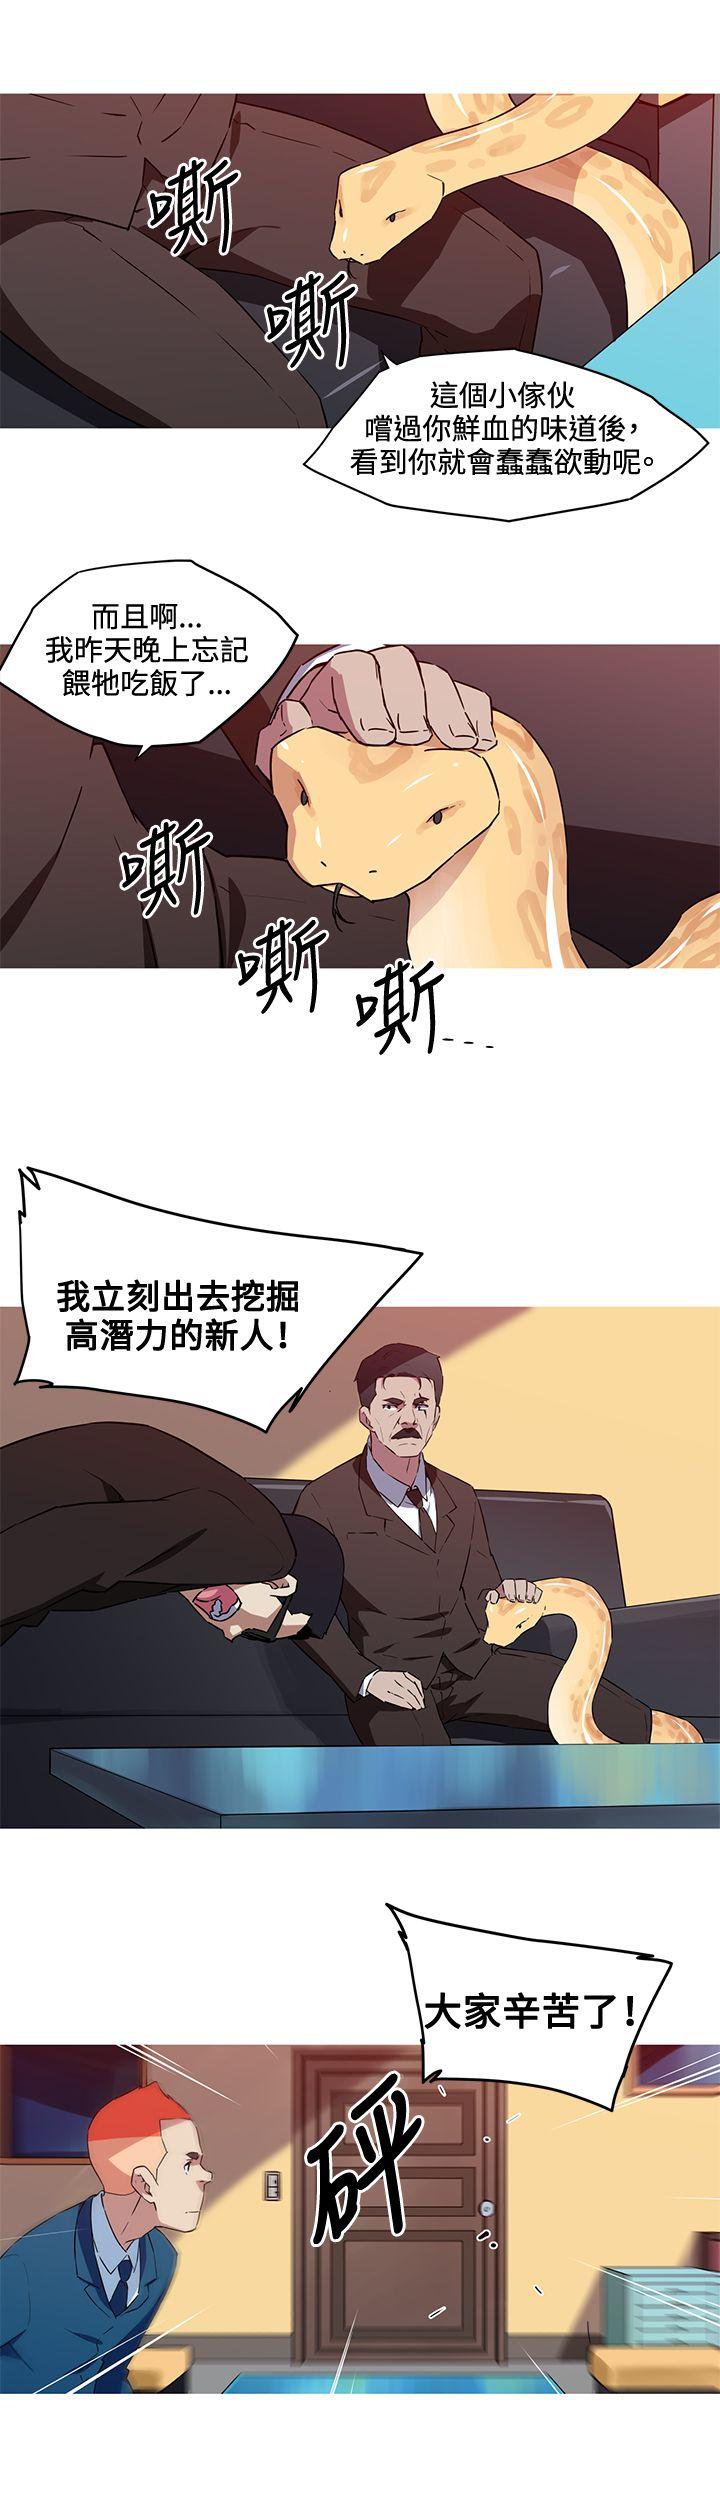 嘶
嘶
這個小傢伙
嚐過你鮮血的味道後，
看到你就會蠢蠢欲動呢。
而且啊...
我昨天晚上忘記
餵牠吃飯了...
嘶
嘶
嘶
我立刻出去挖掘
高潛力的新人！
大家辛苦了！
砰